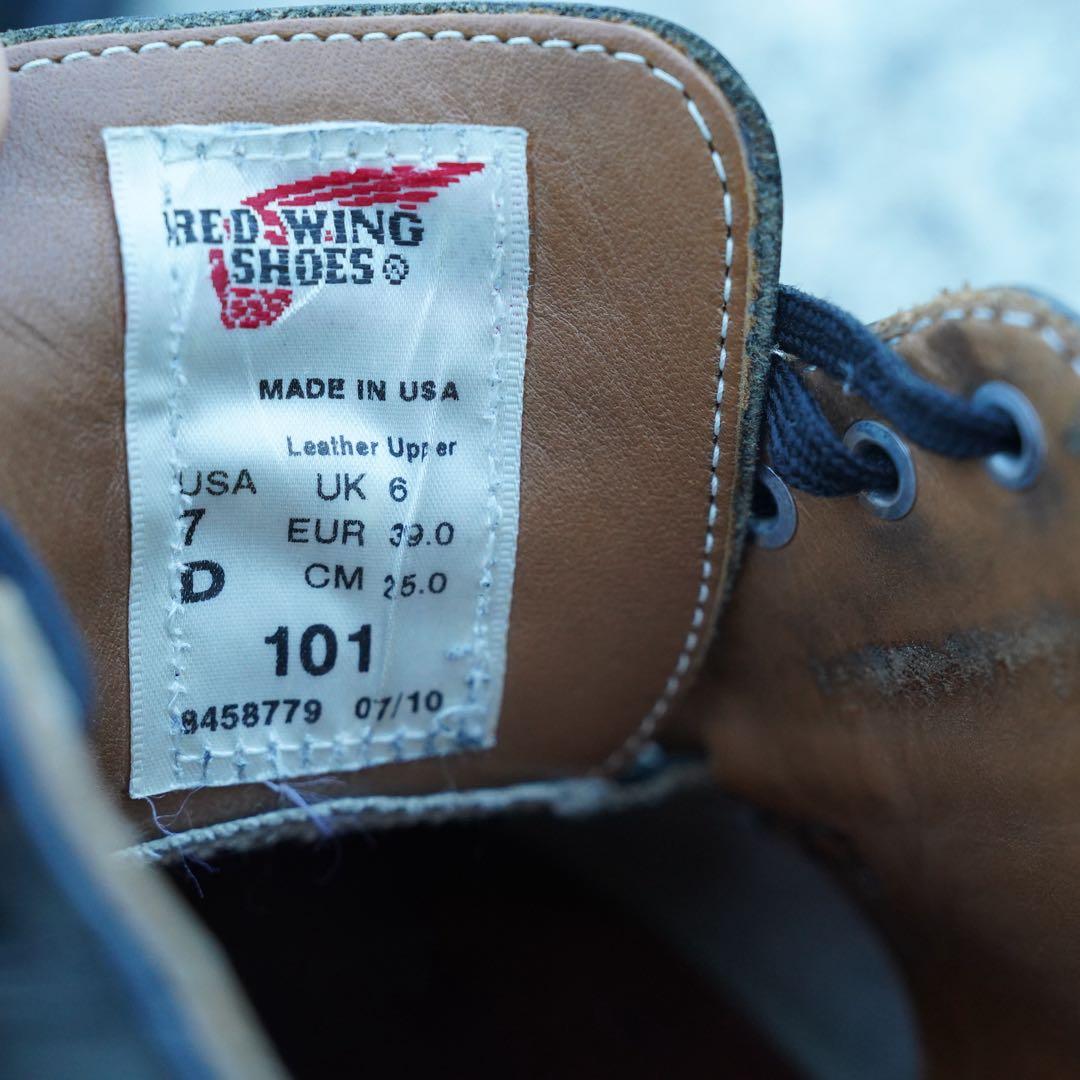 RED WING
SHOES®
MADE IN USA
Leather Upper
USA UK 6
7 EUR 39.0
D CM 25.0
101
8458779 07/10